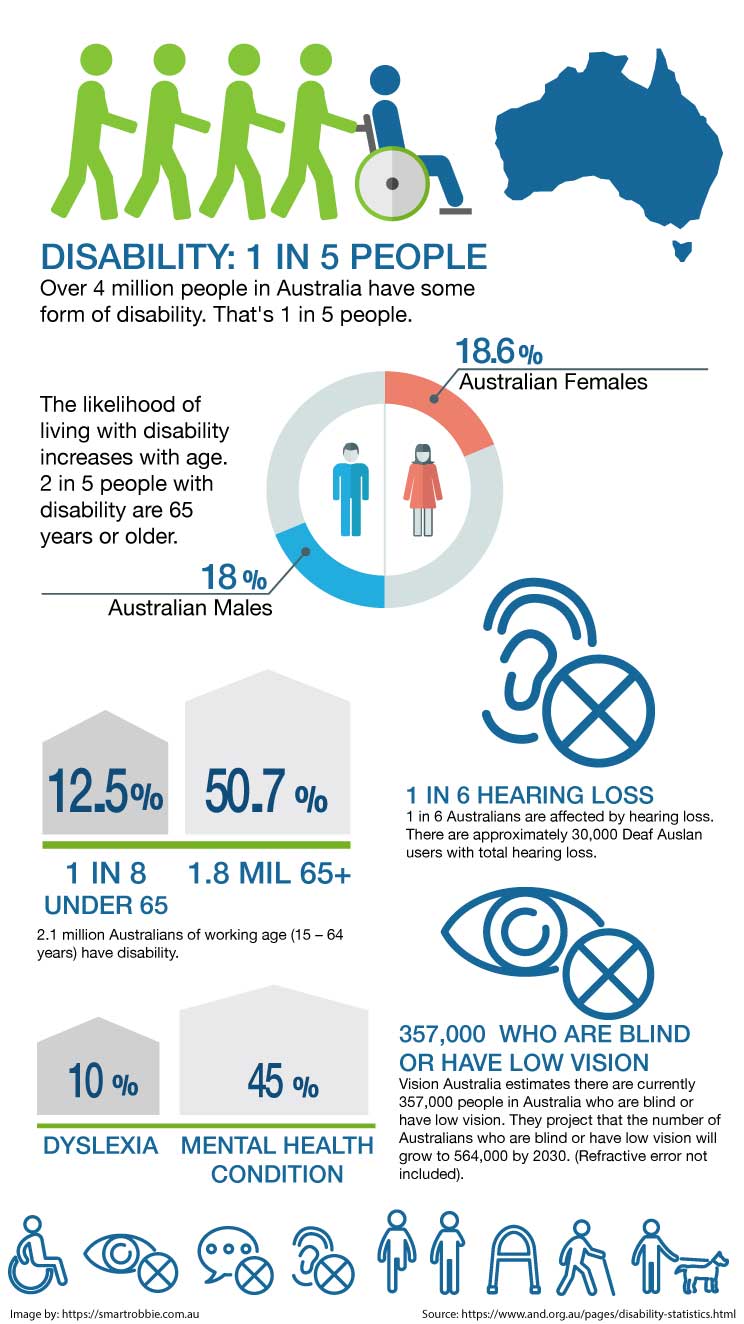 DISABILITY: 1 IN 5 PEOPLE
Over 4 million people in Australia have some
form of disability. That's 1 in 5 people.
18.6 %
Australian Females
The likelihood of
living with disability
increases with age.
2 in 5 people with
disability are 65
years or older.
18 %
Australian Males
12.5%
1 IN 8
UNDER 65
50.7 %
1.8 MIL 65+
2.1 million Australians of working age (15 – 64
years) have disability.
1 IN 6 HEARING LOSS
1 in 6 Australians are affected by hearing loss.
There are approximately 30,000 Deaf Auslan
users with total hearing loss.
10 %
DYSLEXIA
45 %
MENTAL HEALTH
CONDITION
357,000 WHO ARE BLIND
OR HAVE LOW VISION
Vision Australia estimates there are currently
357,000 people in Australia who are blind or
have low vision. They project that the number of
Australians who are blind or have low vision will
grow to 564,000 by 2030. (Refractive error not
included).
Image by: https://smartrobbie.com.au
Source: https://www.and.org.au/pages/disability-statistics.html